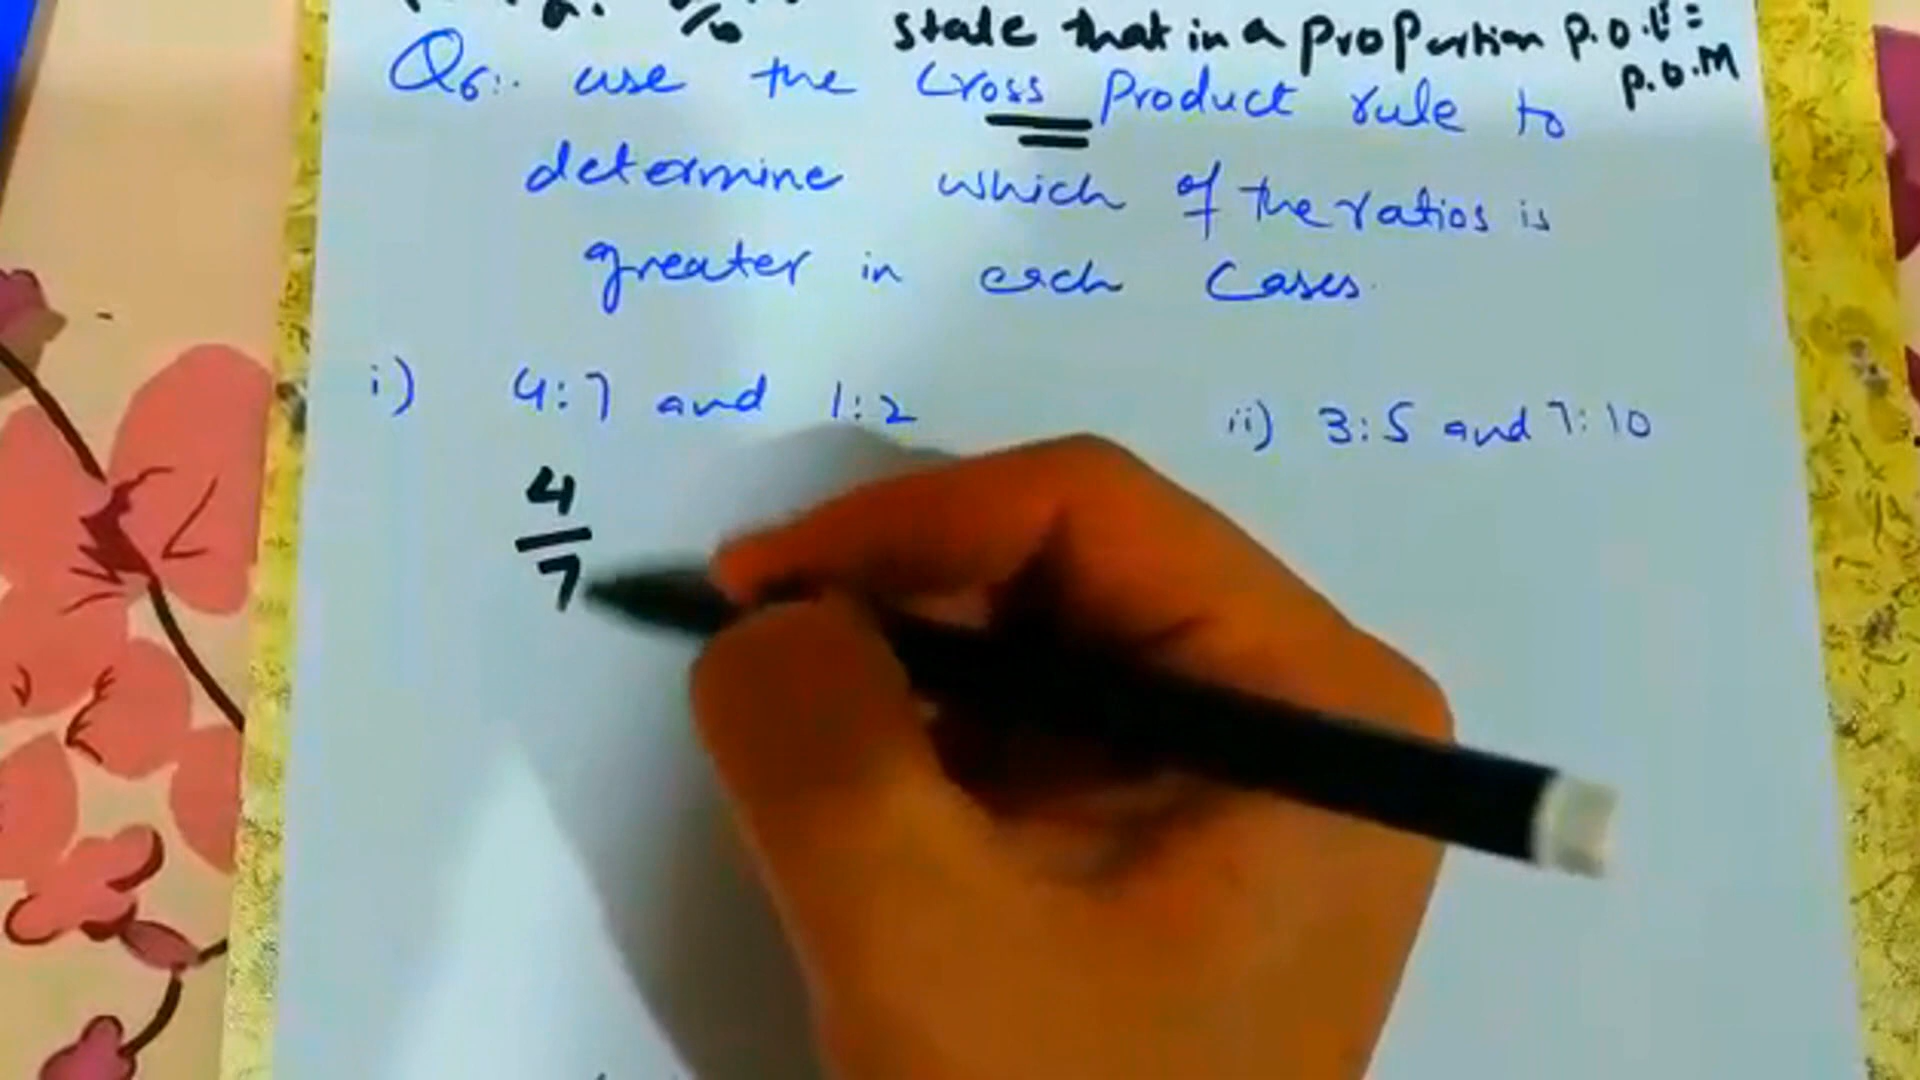 state that in a proportion p.o.E =
p.o.M
Q6:. use the Cross Product rule to
determine which of the ratios is
greater in each Cases.
i) 4:7 and 1:2
ii) 3:5 and 7:10
4
7